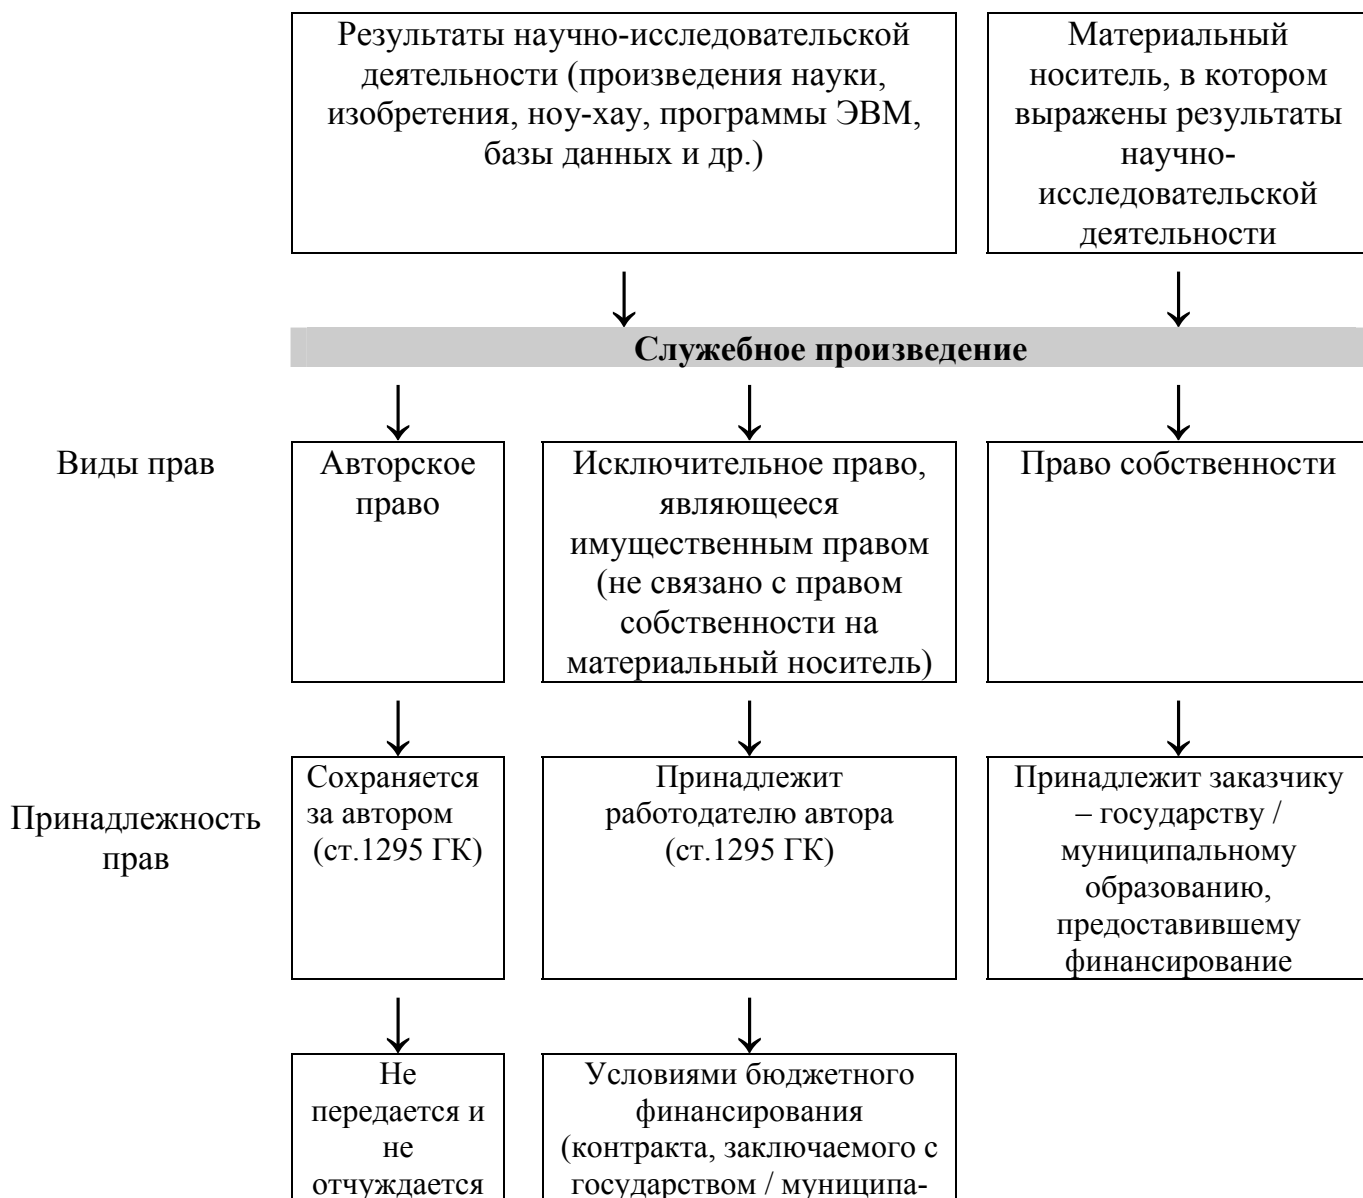 Результаты научно-исследовательской
деятельности (произведения науки,
изобретения, ноу-хау, программы ЭВМ,
базы данных и др.)
Материальный
носитель, в котором
выражены результаты
научно-
исследовательской
деятельности
Служебное произведение
Виды прав
Авторское
право
Исключительное право,
являющееся
имущественным правом
(не связано с правом
собственности на
материальный носитель)
Право собственности
Принадлежность
прав
Сохраняется
за автором
(ст.1295 ГК)
Принадлежит
работодателю автора
(ст.1295 ГК)
Принадлежит заказчику
– государству /
муниципальному
образованию,
предоставившему
финансирование
Не
передается и
не
отчуждается
Условиями бюджетного
финансирования
(контракта, заключаемого с
государством / муниципа-